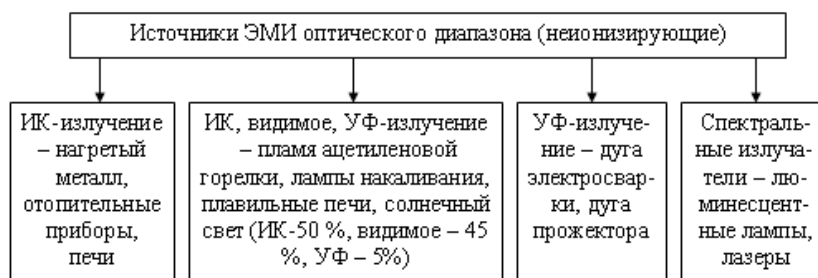 Источники ЭМИ оптического диапазона (неионизирующие)
ИК-излучение
– нагретый
металл,
отопительные
приборы,
печи
ИК, видимое, УФ-излучение
– пламя ацетиленовой
горелки, лампы накаливания,
плавильные печи, солнечный
свет (ИК-50 %, видимое – 45
%, УФ – 5%)
УФ-излуче-
ние – дуга
электросвар-
ки, дуга
прожектора
Спектраль-
ные излуча-
тели – лю-
минесцент-
ные лампы,
лазеры